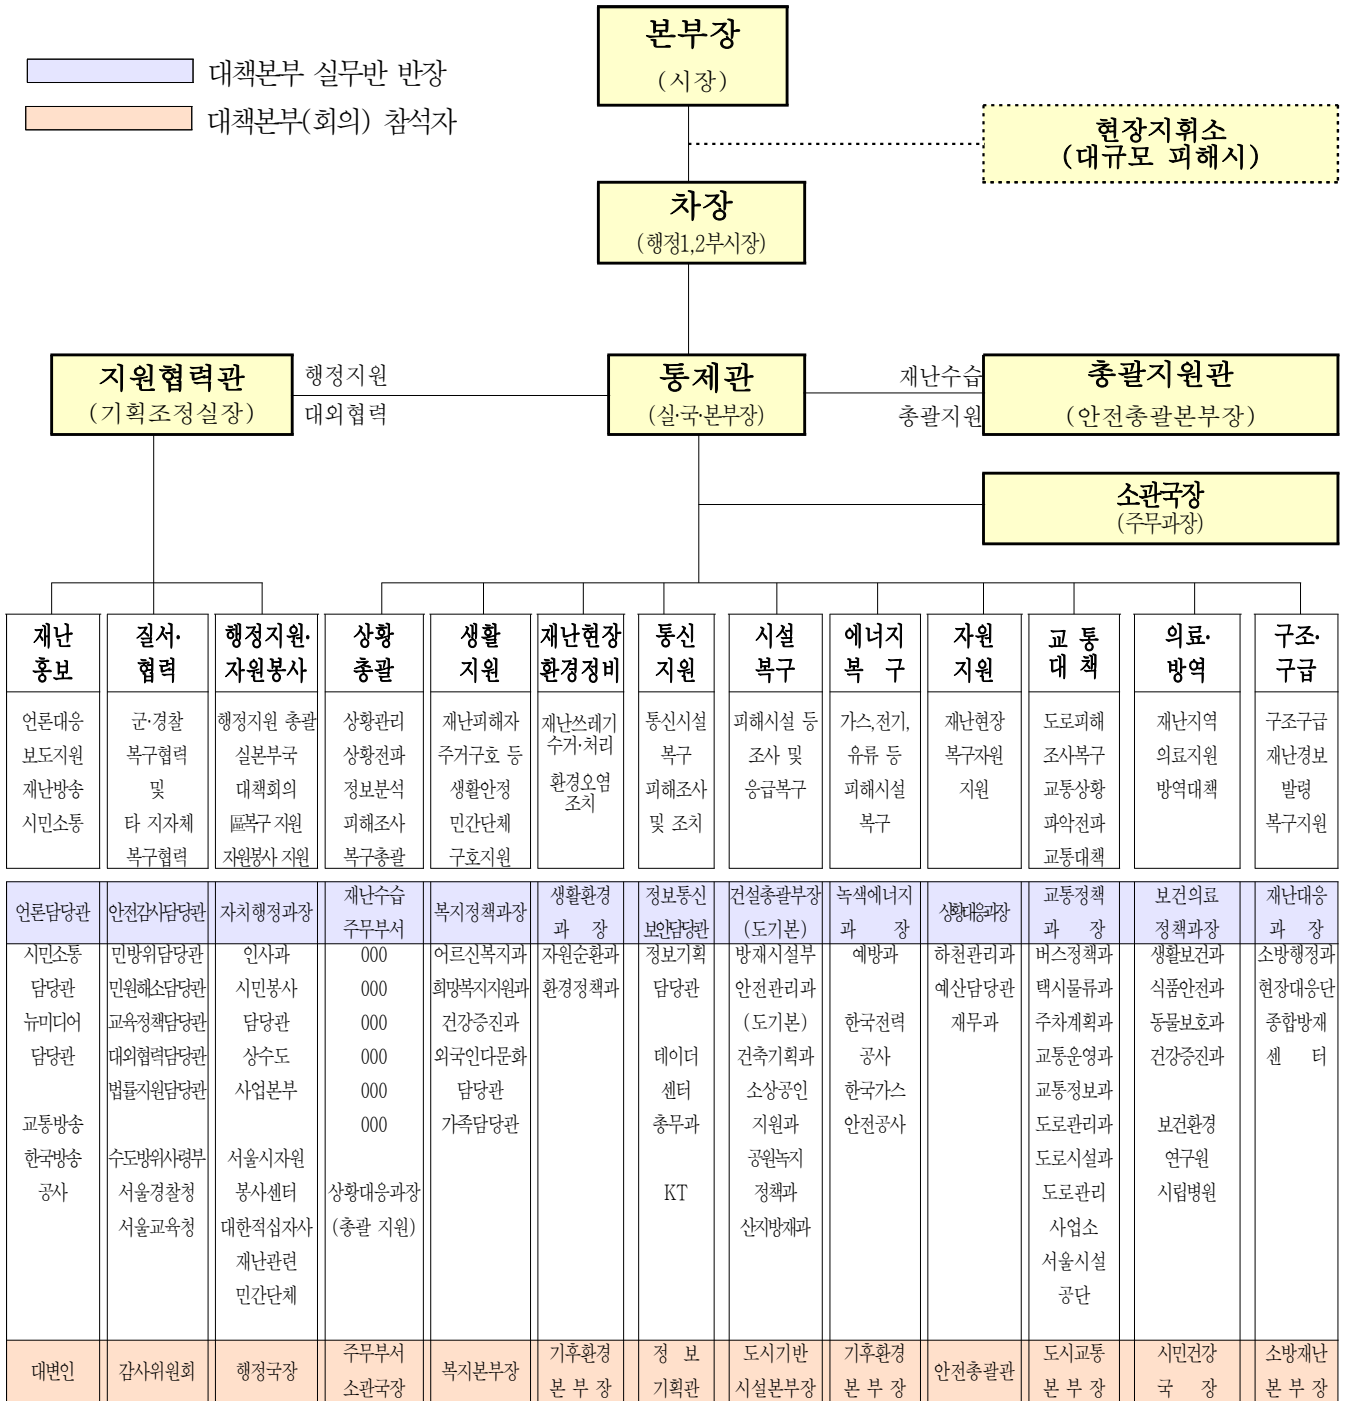 본부장
(시장)
대책본부 실무반 반장
대책본부(회의) 참석자
현장지휘소
(대규모 피해시)
차장
(행정1,2부시장)
지원협력관
(기획조정실장)
행정지원
대외협력
통제관
(실·국·본부장)
재난수습
총괄지원
총괄지원관
(안전총괄본부장)
소관국장
(주무과장)
재난
홍보
언론대응
보도지원
재난방송
시민소통
언론담당관
시민소통
담당관
뉴미디어
담당관
교통방송
한국방송
공사
대변인
질서·
협력
군·경찰
복구협력
및
타 지자체
복구협력
안전감사담당관
민방위담당관
민원해소담당관
교육정책담당관
대외협력담당관
법률지원담당관
수도방위사령부
서울경찰청
서울교육청
감사위원회
행정지원·
자원봉사
행정지원 총괄
실본부국
대책회의
區복구 지원
자원봉사 지원
자치행정과장
인사과
시민봉사
담당관
상수도
사업본부
서울시자원
봉사센터
대한적십자사
재난관련
민간단체
행정국장
상황
총괄
상황관리
상황전파
정보분석
피해조사
복구총괄
재난수습
주무부서
000
000
000
000
000
000
상황대응과장
(총괄 지원)
주무부서
소관국장
생활
지원
재난피해자
주거구호 등
생활안정
민간단체
구호지원
복지정책과장
어르신복지과
희망복지지원과
건강증진과
외국인다문화
담당관
가족담당관
복지본부장
재난현장
환경정비
재난쓰레기
수거·처리
환경오염
조치
생활환경
과 장
자원순환과
환경정책과
기후환경
본 부 장
통신
지원
통신시설
복구
피해조사
및 조치
정보통신
보안담당관
정보기획
담당관
데이터
센터
총무과
KT
정 보
기획관
시설
복구
피해시설 등
조사 및
응급복구
건설총괄부장
(도기본)
방재시설부
안전관리과
(도기본)
건축기획과
소상공인
지원과
공원녹지
정책과
산지방재과
도시기반
시설본부장
에너지
복 구
가스,전기,
유류 등
피해시설
복구
녹색에너지
과 장
예방과
한국전력
공사
한국가스
안전공사
기후환경
본 부 장
자원
지원
재난현장
복구자원
지원
상황대응과장
하천관리과
예산담당관
재무과
안전총괄관
교 통
대 책
도로피해
조사복구
교통상황
파악전파
교통대책
교통정책
과 장
버스정책과
택시물류과
주차계획과
교통운영과
교통정보과
도로관리과
도로시설과
도로관리
사업소
서울시설
공단
도시교통
본 부 장
의료·
방역
재난지역
의료지원
방역대책
보건의료
정책과장
생활보건과
식품안전과
동물보호과
건강증진과
보건환경
연구원
시립병원
시민건강
국 장
구조·
구급
구조구급
재난경보
발령
복구지원
재난대응
과 장
소방행정과
현장대응단
종합방재
센 터
소방재난
본 부 장